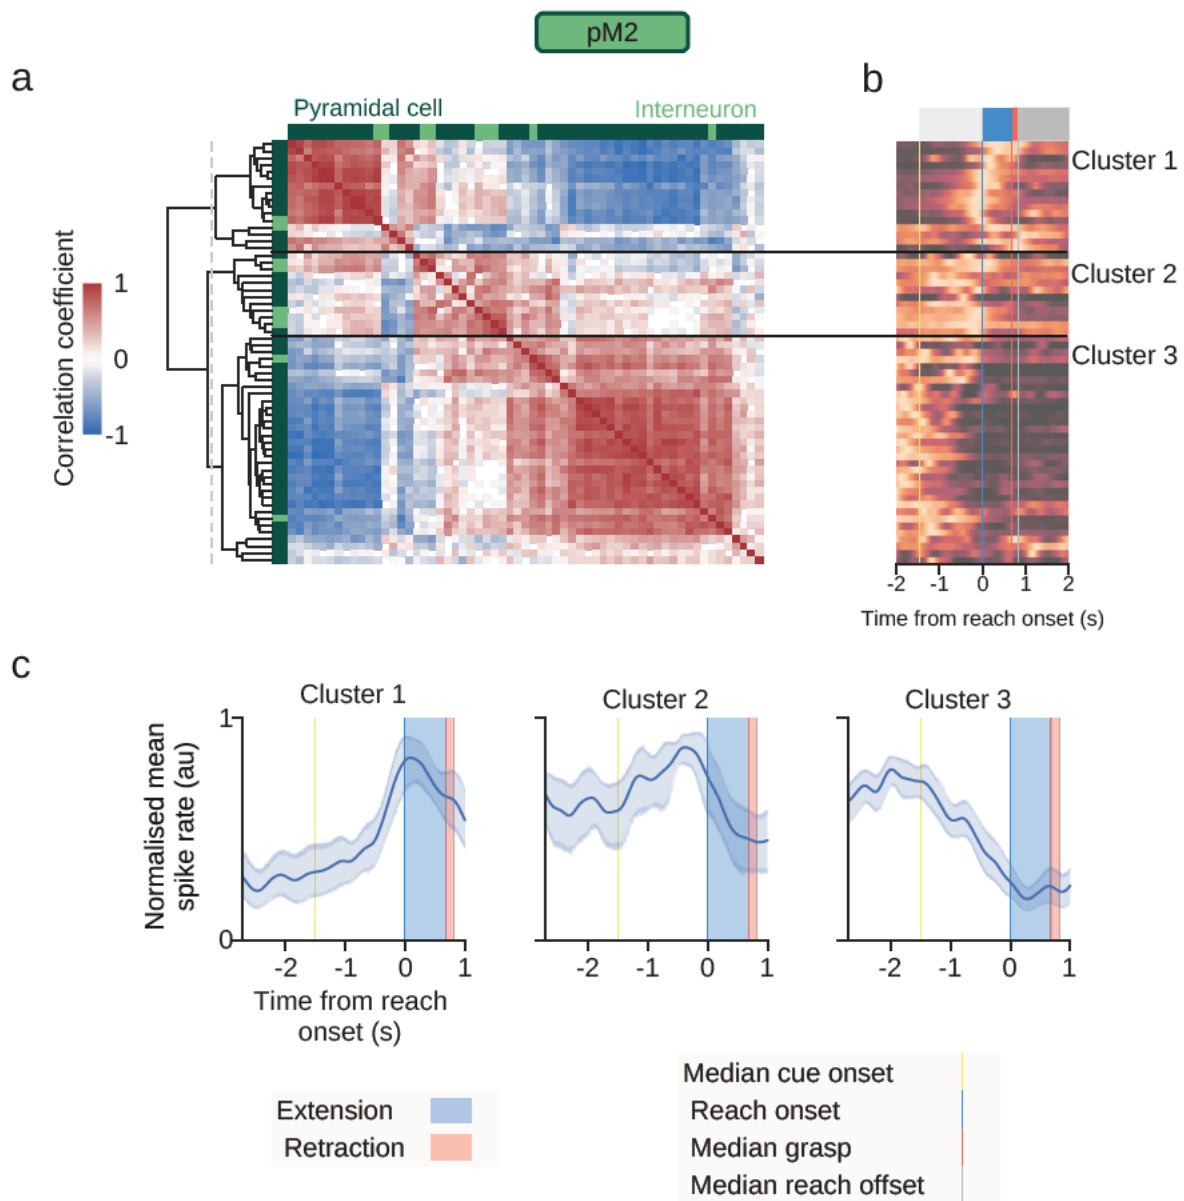 pM2
a
b
Pyramidal cell
Interneuron
Correlation coefficient
1
0
-1
Cluster 1
Cluster 2
Cluster 3
-2 -1 0 1 2
Time from reach onset (s)
c
Cluster 1
Cluster 2
Cluster 3
Normalised mean
spike rate (au)
1
0
-2 -1 0 1
-2 -1 0 1
-2 -1 0 1
Time from reach
onset (s)
Extension
Retraction
Median cue onset
Reach onset
Median grasp
Median reach offset